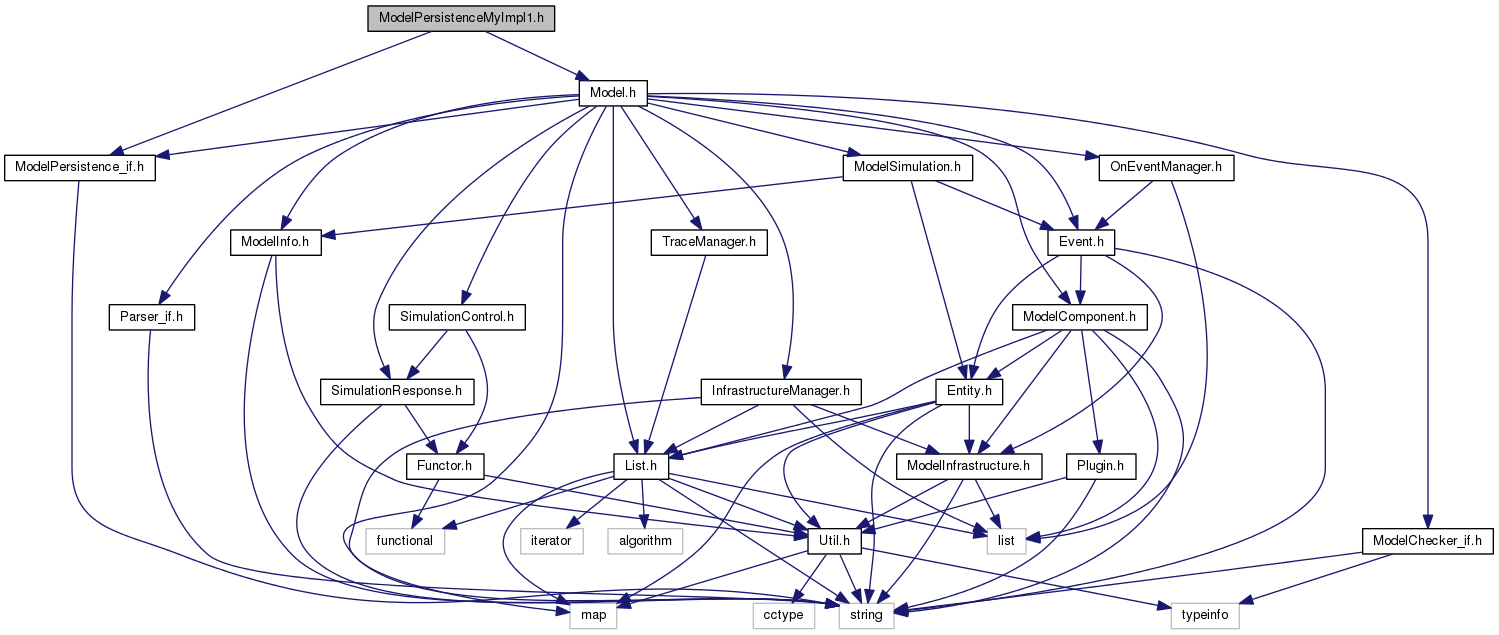 ModelPersistenceMyImpl1.h
Model.h
ModelPersistence_if.h
ModelSimulation.h
OnEventManager.h
ModelInfo.h
TraceManager.h
Event.h
Parser_if.h
SimulationControl.h
ModelComponent.h
SimulationResponse.h
InfrastructureManager.h
Entity.h
Functor.h
List.h
ModelInfrastructure.h
Plugin.h
functional
iterator
algorithm
Util.h
list
ModelChecker_if.h
map
cctype
string
typeinfo